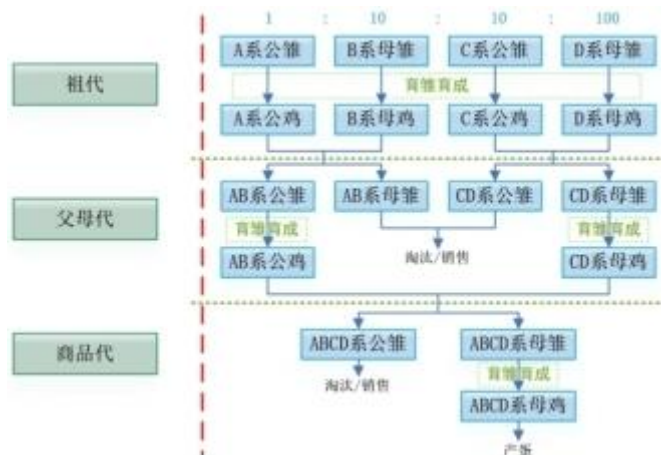 1 : 10 : 10 : 100
A系公雏 B系母雏 C系公雏 D系母雏
祖代
育雏育成
A系公鸡 B系母鸡 C系公鸡 D系母鸡
AB系公雏 AB系母雏 CD系公雏 CD系母雏
父母代
育雏育成 育雏育成
淘汰/销售
AB系公鸡 CD系母鸡
商品代
ABCD系公雏 ABCD系母雏
育雏育成
淘汰/销售
ABCD系母鸡
产蛋